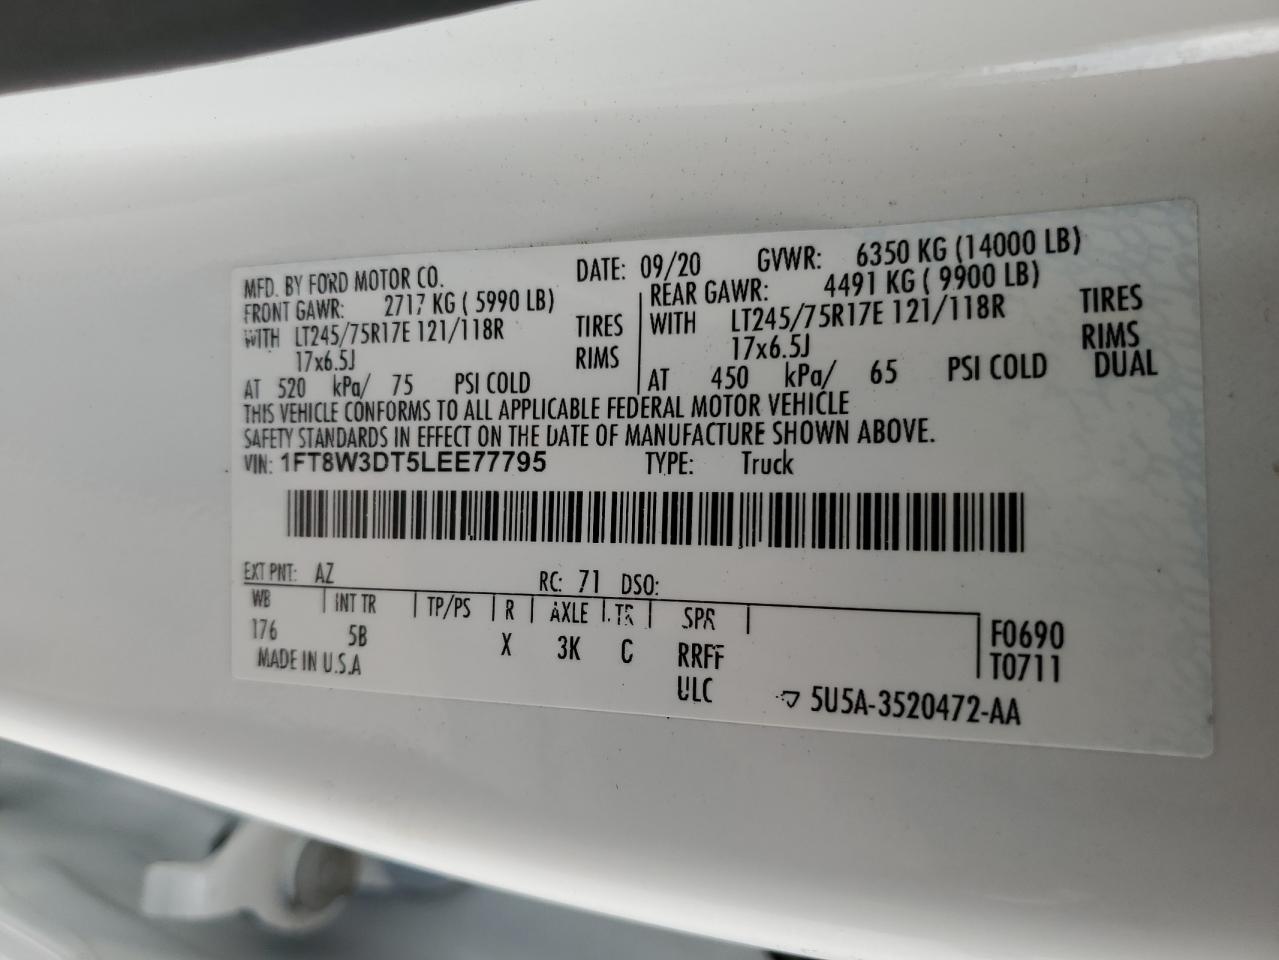 MFD. BY FORD MOTOR CO. DATE: 09/20 GVWR: 6350 KG (14000 LB)
FRONT GAWR: 2717 KG ( 5990 LB) REAR GAWR: 4491 KG ( 9900 LB)
WITH LT245/75R17E 121/118R TIRES WITH LT245/75R17E 121/118R TIRES
17x6.5J RIMS 17x6.5J RIMS
AT 520 kPa/ 75 PSI COLD AT 450 kPa/ 65 PSI COLD DUAL
THIS VEHICLE CONFORMS TO ALL APPLICABLE FEDERAL MOTOR VEHICLE
SAFETY STANDARDS IN EFFECT ON THE DATE OF MANUFACTURE SHOWN ABOVE.
VIN: 1FT8W3DT5LEE77795 TYPE: Truck
EXT PNT: AZ RC: 71 DSO:
WB INT TR TP/PS R AXLE TR SPR F0690
176 5B X 3K C RRFF T0711
MADE IN U.S.A ULC 5U5A-3520472-AA